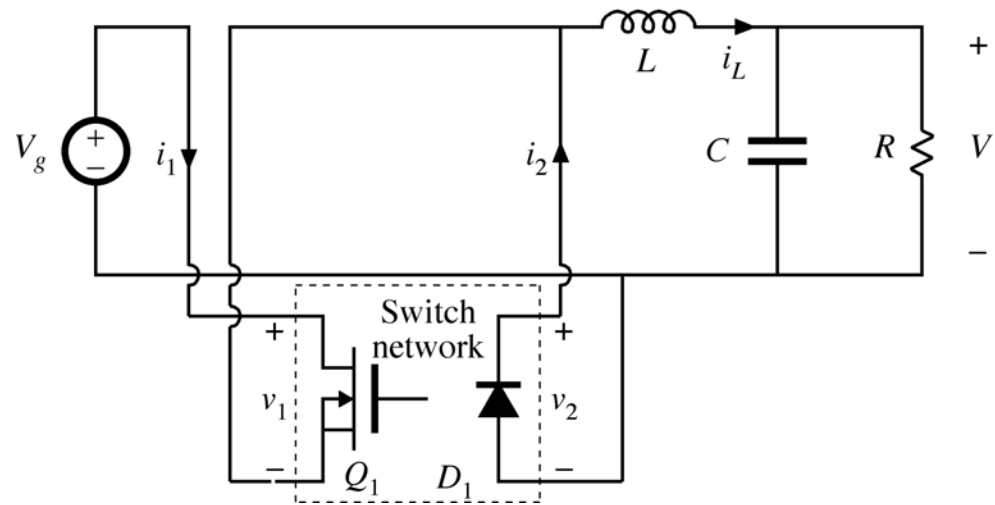 L
i_L
+
V_g
+
−
i_1
i_2
C
R
V
−
Switch
network
+
+
v_1
v_2
−
−
Q_1
D_1